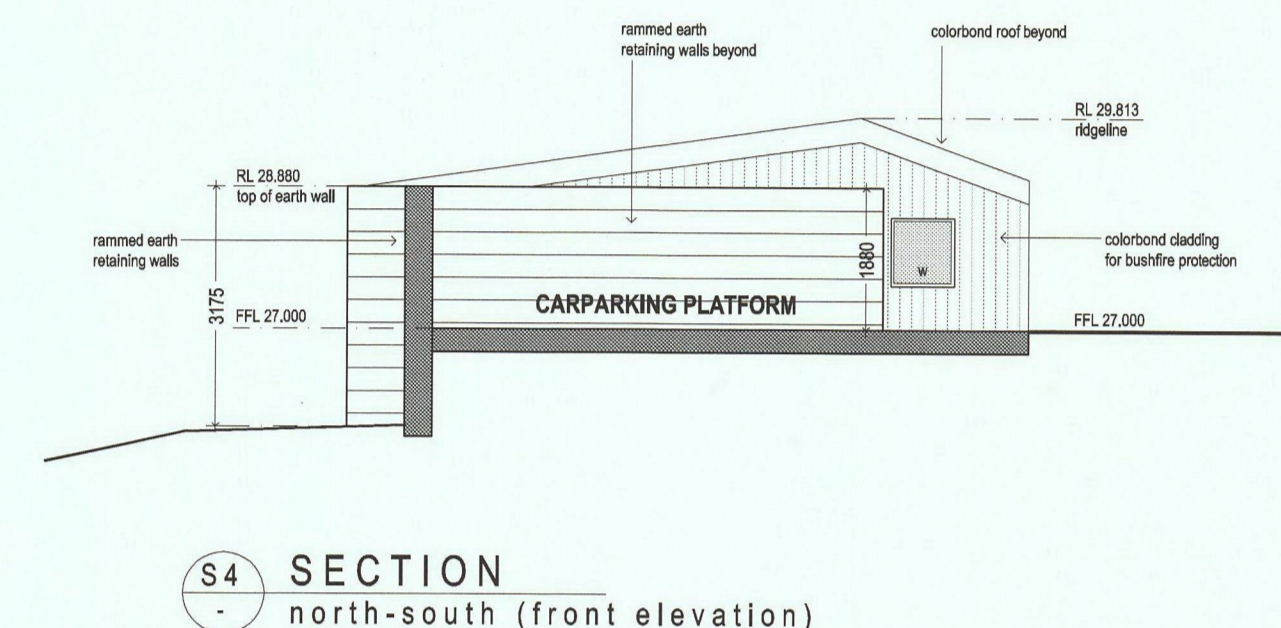 rammed earth
retaining walls beyond
colorbond roof beyond
RL 29.813
ridgeline
RL 28.880
top of earth wall
rammed earth
retaining walls
3175
FFL 27.000
CARPARKING PLATFORM
1880
W
colorbond cladding
for bushfire protection
FFL 27.000
S4
-
SECTION
north-south (front elevation)